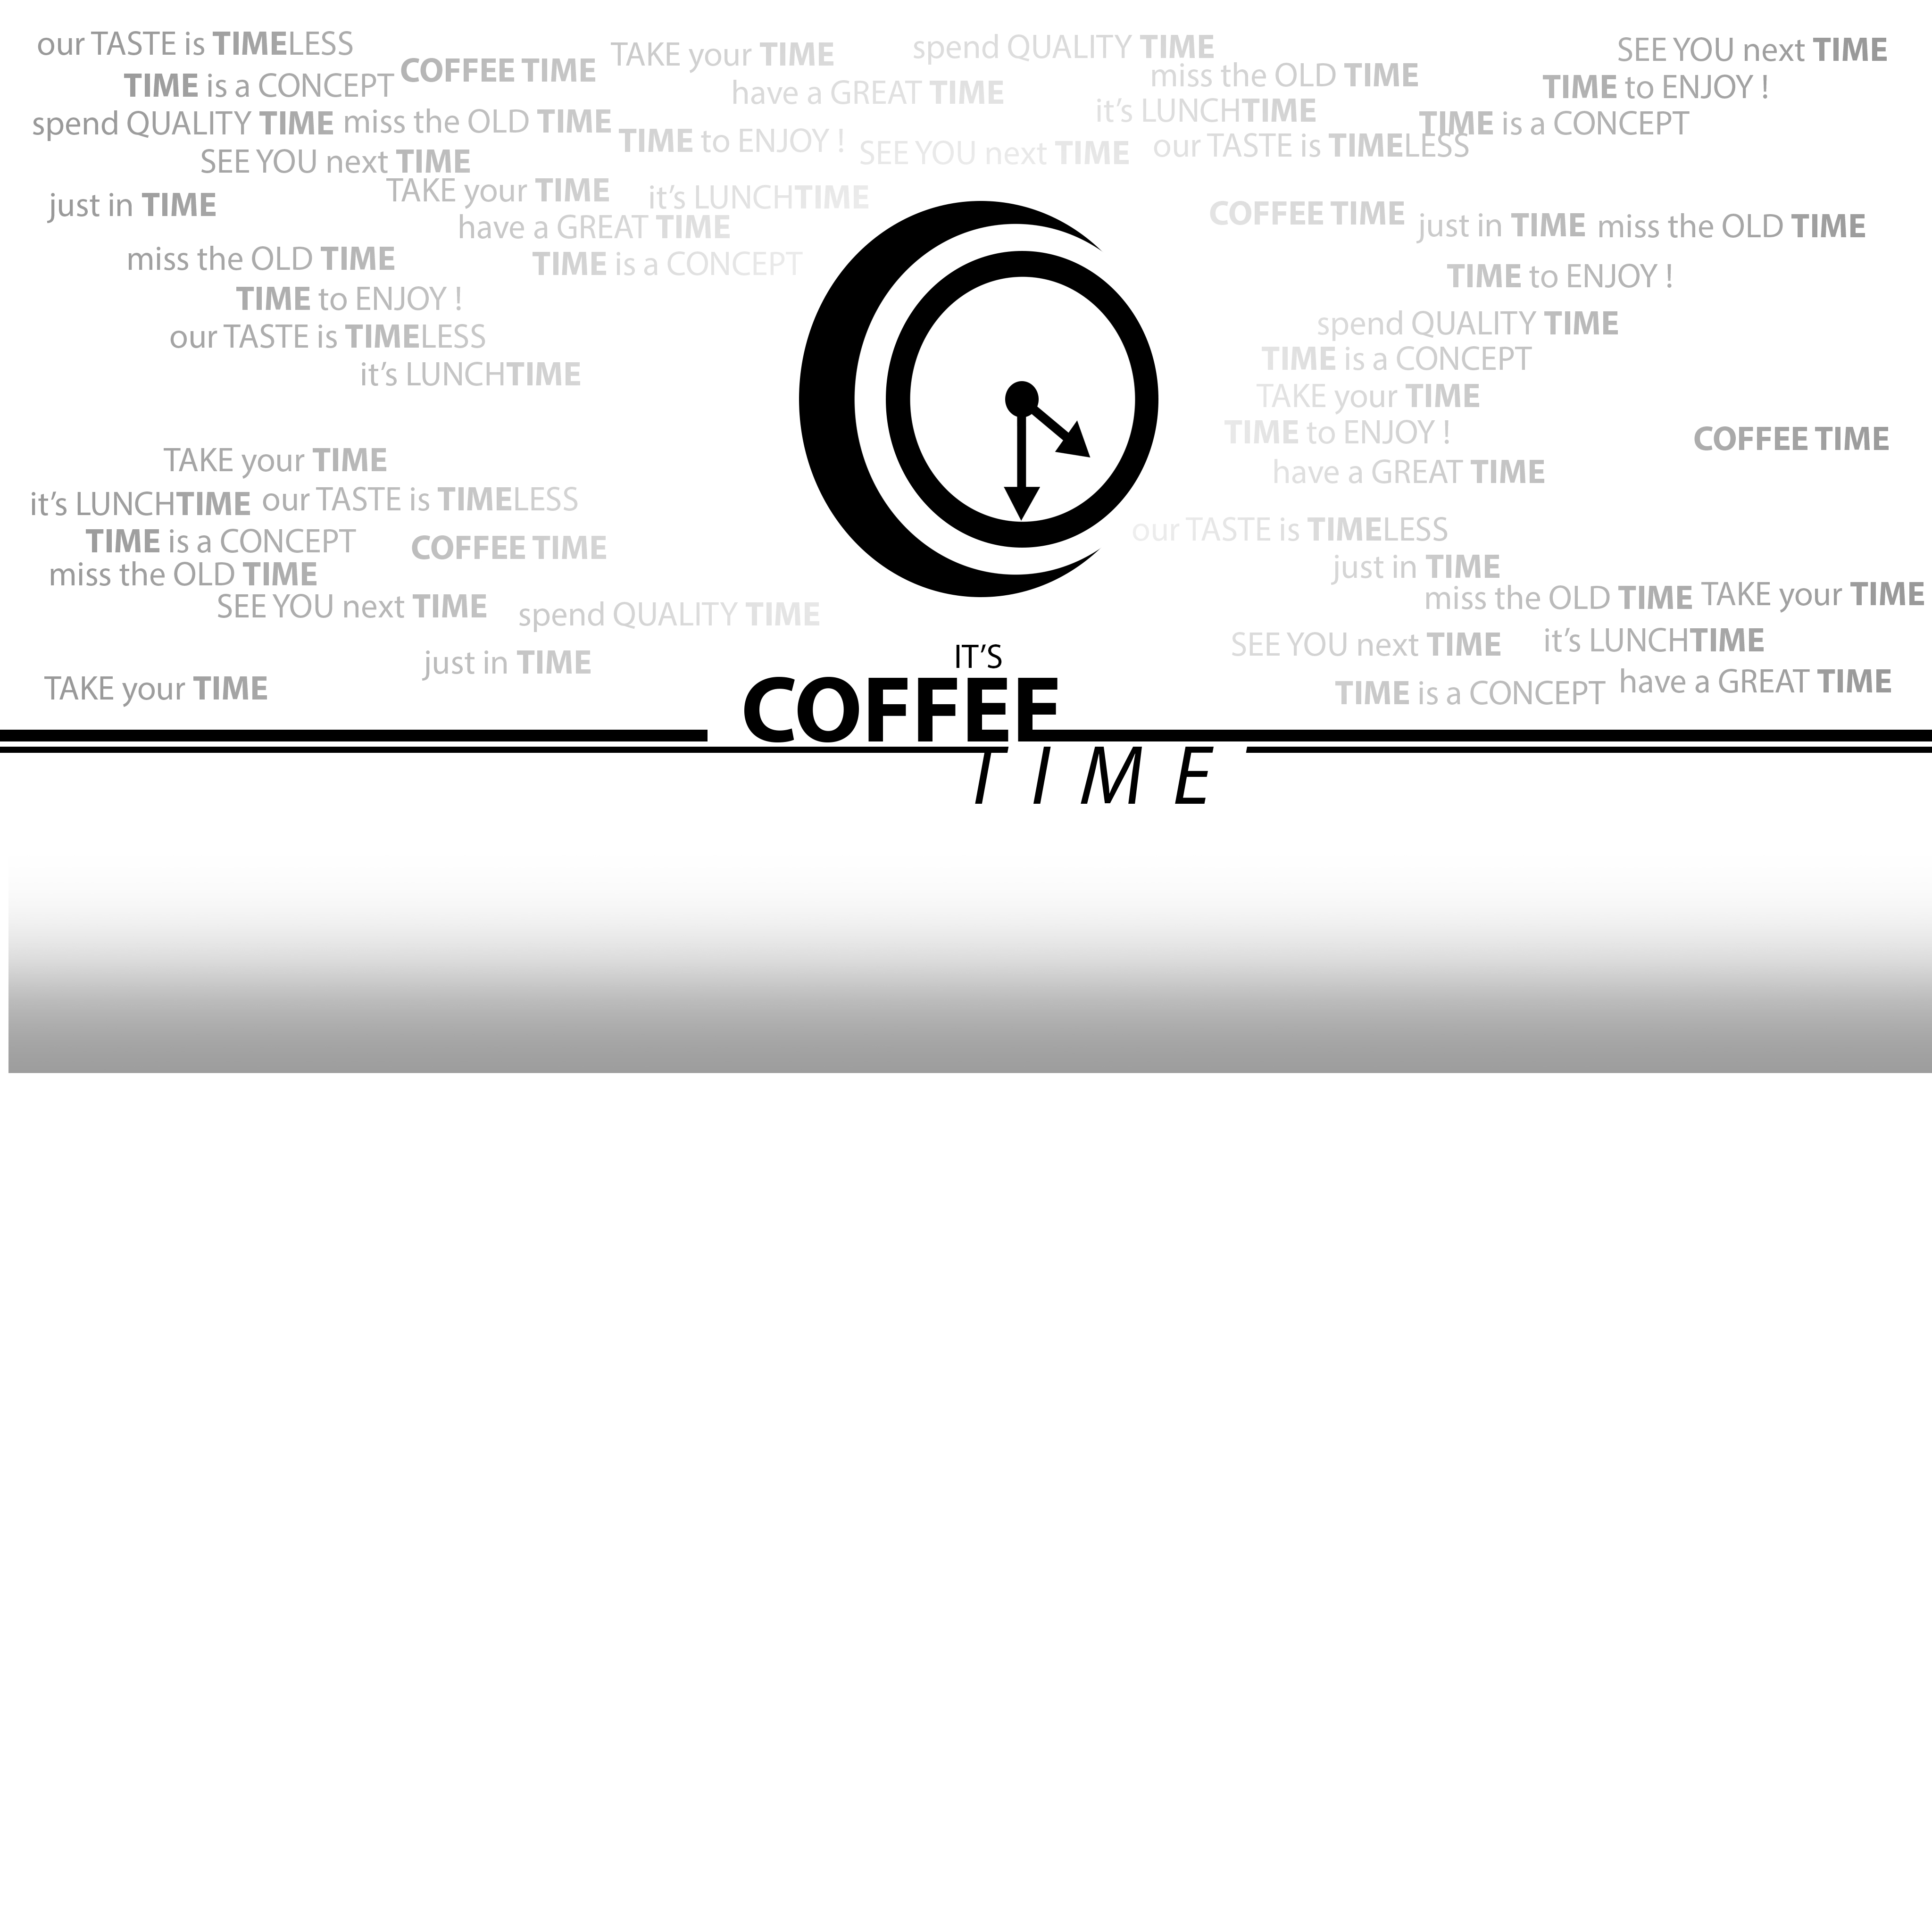 our TASTE is TIMELESS
TIME is a CONCEPT
COFFEE TIME
TAKE your TIME
spend QUALITY TIME
SEE YOU next TIME
have a GREAT TIME
miss the OLD TIME
TIME to ENJOY !
spend QUALITY TIME
miss the OLD TIME
it's LUNCHTIME
TIME is a CONCEPT
TIME to ENJOY !
SEE YOU next TIME
our TASTE is TIMELESS
SEE YOU next TIME
TAKE your TIME
it's LUNCHTIME
just in TIME
have a GREAT TIME
COFFEE TIME
just in TIME
miss the OLD TIME
miss the OLD TIME
TIME is a CONCEPT
TIME to ENJOY !
TIME to ENJOY !
our TASTE is TIMELESS
spend QUALITY TIME
it's LUNCHTIME
TIME is a CONCEPT
TAKE your TIME
TIME to ENJOY !
COFFEE TIME
TAKE your TIME
have a GREAT TIME
it's LUNCHTIME
our TASTE is TIMELESS
our TASTE is TIMELESS
TIME is a CONCEPT
COFFEE TIME
just in TIME
miss the OLD TIME
miss the OLD TIME
TAKE your TIME
SEE YOU next TIME
spend QUALITY TIME
SEE YOU next TIME
it's LUNCHTIME
just in TIME
TAKE your TIME
TIME is a CONCEPT
have a GREAT TIME
IT'S
COFFEE
TIME